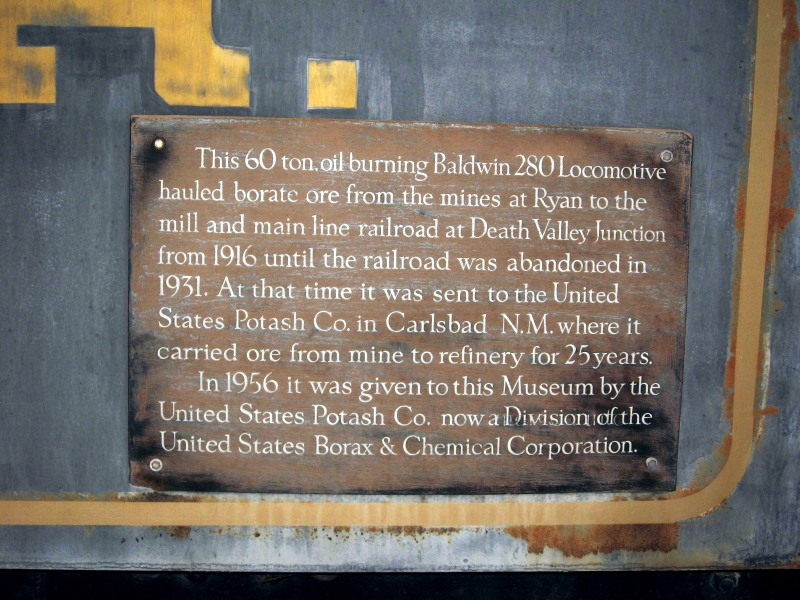 This 60 ton, oil burning Baldwin 280 Locomotive
hauled borate ore from the mines at Ryan to the
mill and main line railroad at Death Valley Junction
from 1916 until the railroad was abandoned in
1931. At that time it was sent to the United
States Potash Co. in Carlsbad N.M. where it
carried ore from mine to refinery for 25 years.
In 1956 it was given to this Museum by the
United States Potash Co. now a Division of the
United States Borax & Chemical Corporation.